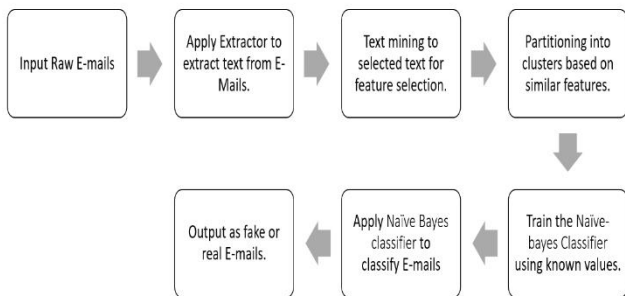 Input Raw E-mails
Apply Extractor to
extract text from E-
Mails.
Text mining to
selected text for
feature selection.
Partitioning into
clusters based on
similar features.
Train the Naïve-
bayes Classifier
using known values.
Apply Naïve Bayes
classifier to
classify E-mails
Output as fake or
real E-mails.